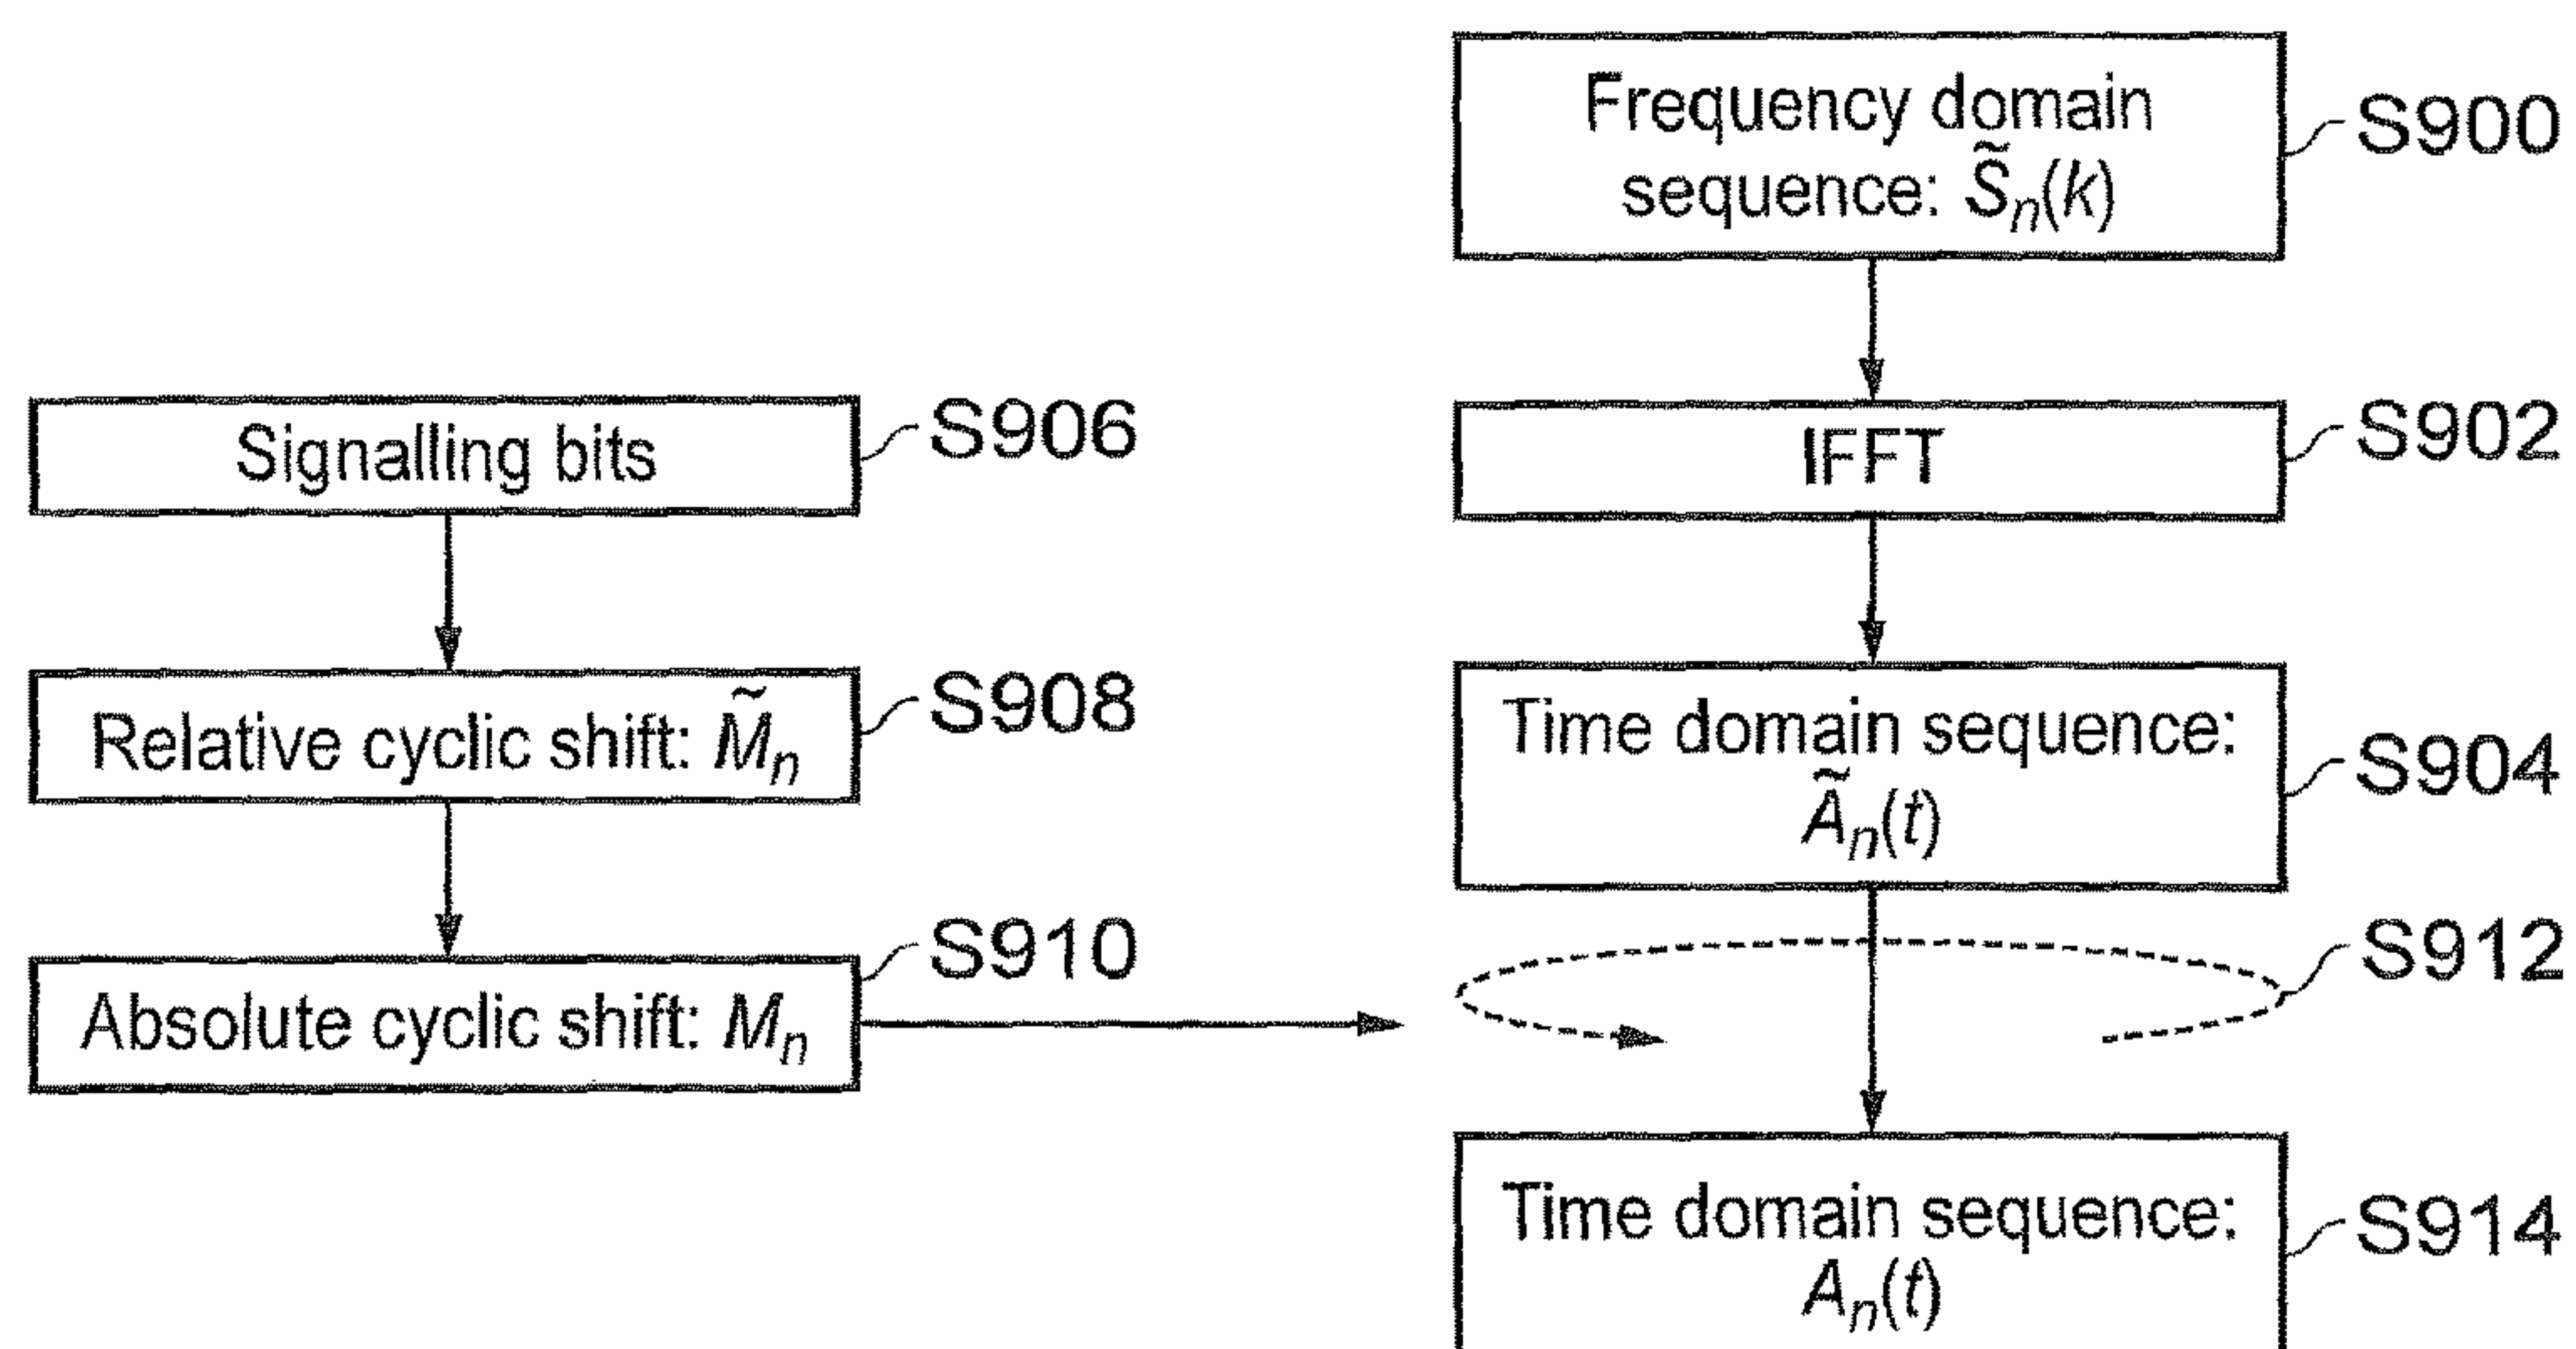 Frequency domain
sequence: S̃n(k)
S900
Signalling bits
S906
IFFT
S902
Relative cyclic shift: M̃n
S908
Time domain sequence:
Ãn(t)
S904
Absolute cyclic shift: Mn
S910
S912
Time domain sequence:
An(t)
S914